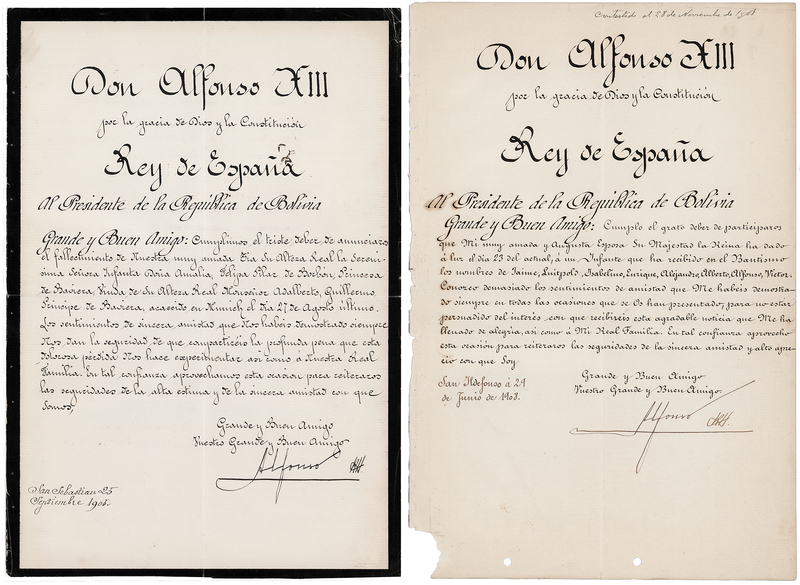 Don Alfonso XIII
por la gracia de Dios y la Constitución
Rey de España
Al Presidente de la República de Bolivia
Grande y Buen Amigo: Cumplimos el triste deber de anunciaros
el fallecimiento de Nuestra muy amada Tía Su Alteza Real la Sereni-
sima Señora Infanta Doña Amalia, Felipa Pilar de Borbón, Princesa
de Baviera, Viuda de Su Alteza Real Monseñor Adalberto, Guillermo,
Príncipe de Baviera, acaecido en Munich el Día 27 de Agosto último.
Los sentimientos de sincera amistad que Nos habéis demostrado siempre
Nos dan la seguridad, de que compartiréis la profunda pena que esta
dolorosa pérdida Nos hace experimentar así como á Nuestra Real
Familia. En tal confianza aprovechamos esta ocasión para reiteraros
las seguridades de la alta estima y de la sincera amistad con que
Somos,
Grande y Buen Amigo
Vuestro Grande y Buen Amigo
Alfonso
San Sebastian 25
Septiembre 1905.
Contestado el 28 de Noviembre de 1908
Don Alfonso XIII
por la gracia de Dios y la Constitución
Rey de España
Al Presidente de la República de Bolivia
Grande y Buen Amigo: Cumplo el grato deber de participaros
que Mi muy amada y Augusta Esposa Su Majestad la Reina ha dado
á luz el día 23 del actual, á un Infante que ha recibido en el Bautismo
los nombres de Jaime, Luitpoldo, Isabelino, Enrique, Alejandro, Alberto, Alfonso, Víctor.
Conozco demasiado los sentimientos de amistad que Me habéis demostra-
do siempre en todas las ocasiones que se Os han presentado, para no estar
persuadido del interés, con que recibiréis esta agradable noticia que Me ha
llenado de alegría, así como á Mi Real Familia. En tal confianza aprovecho
esta ocasión para reiteraros las seguridades de la sincera amistad y alto apre-
cio con que Soy
Grande y Buen Amigo
Vuestro Grande y Buen Amigo.
San Ildefonso á 29
de Junio de 1908.
Alfonso